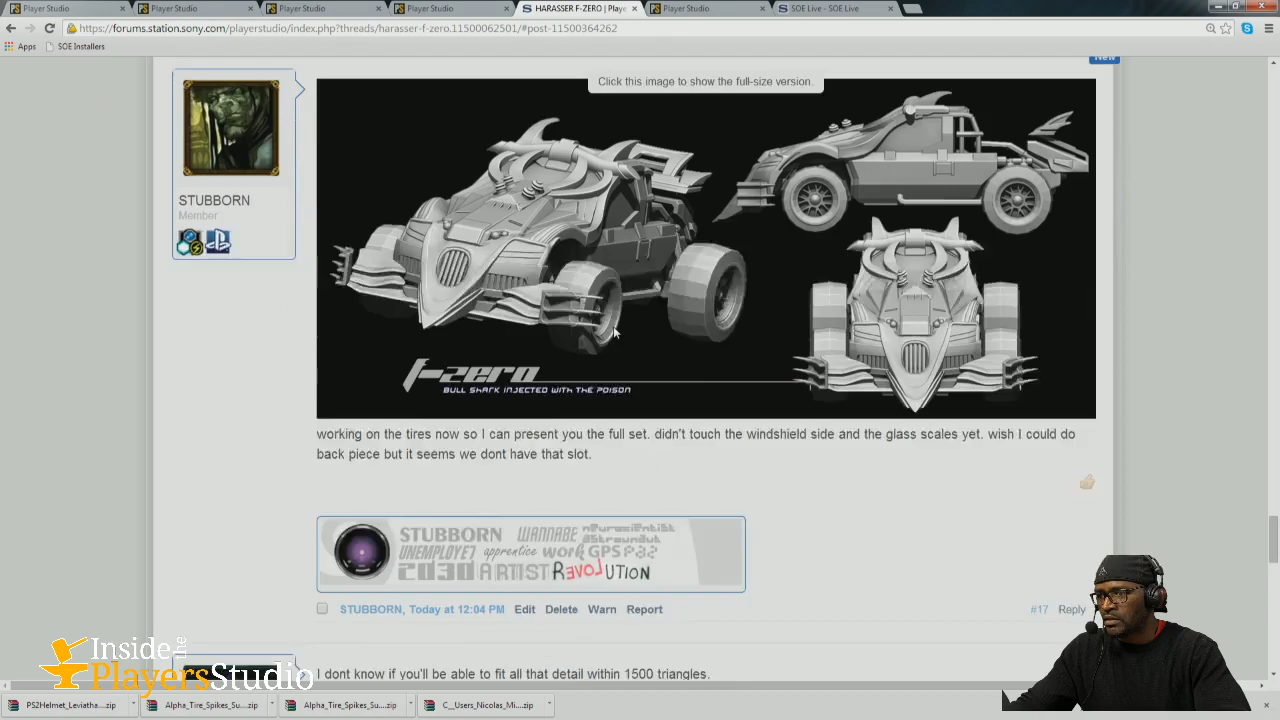 Player Studio
Player Studio
Player Studio
Player Studio
HARASSER F-ZERO | Playe
Player Studio
SOE Live - SOE Live
https://forums.station.sony.com/playerstudio/index.php?threads/harasser-f-zero.11500062501/#post-11500364262
Apps
SOE Installers
New
Click this image to show the full-size version.
STUBBORN
Member
f-zero
BULL SHARK INJECTED WITH THE POISON
working on the tires now so I can present you the full set. didn't touch the windshield side and the glass scales yet. wish I could do
back piece but it seems we dont have that slot.
STUBBORN WANNABE
apprentice work GPS
ARTIST REVOLUTION
STUBBORN, Today at 12:04 PM Edit Delete Warn Report
#17 Reply
I dont know if you'll be able to fit all that detail within 1500 triangles.
Inside The
PlayersStudio
PS2Helmet_Leviatha....zip
Alpha_Tire_Spikes_Su....zip
Alpha_Tire_Spikes_Su....zip
C__Users_Nicolas_Mi....zip